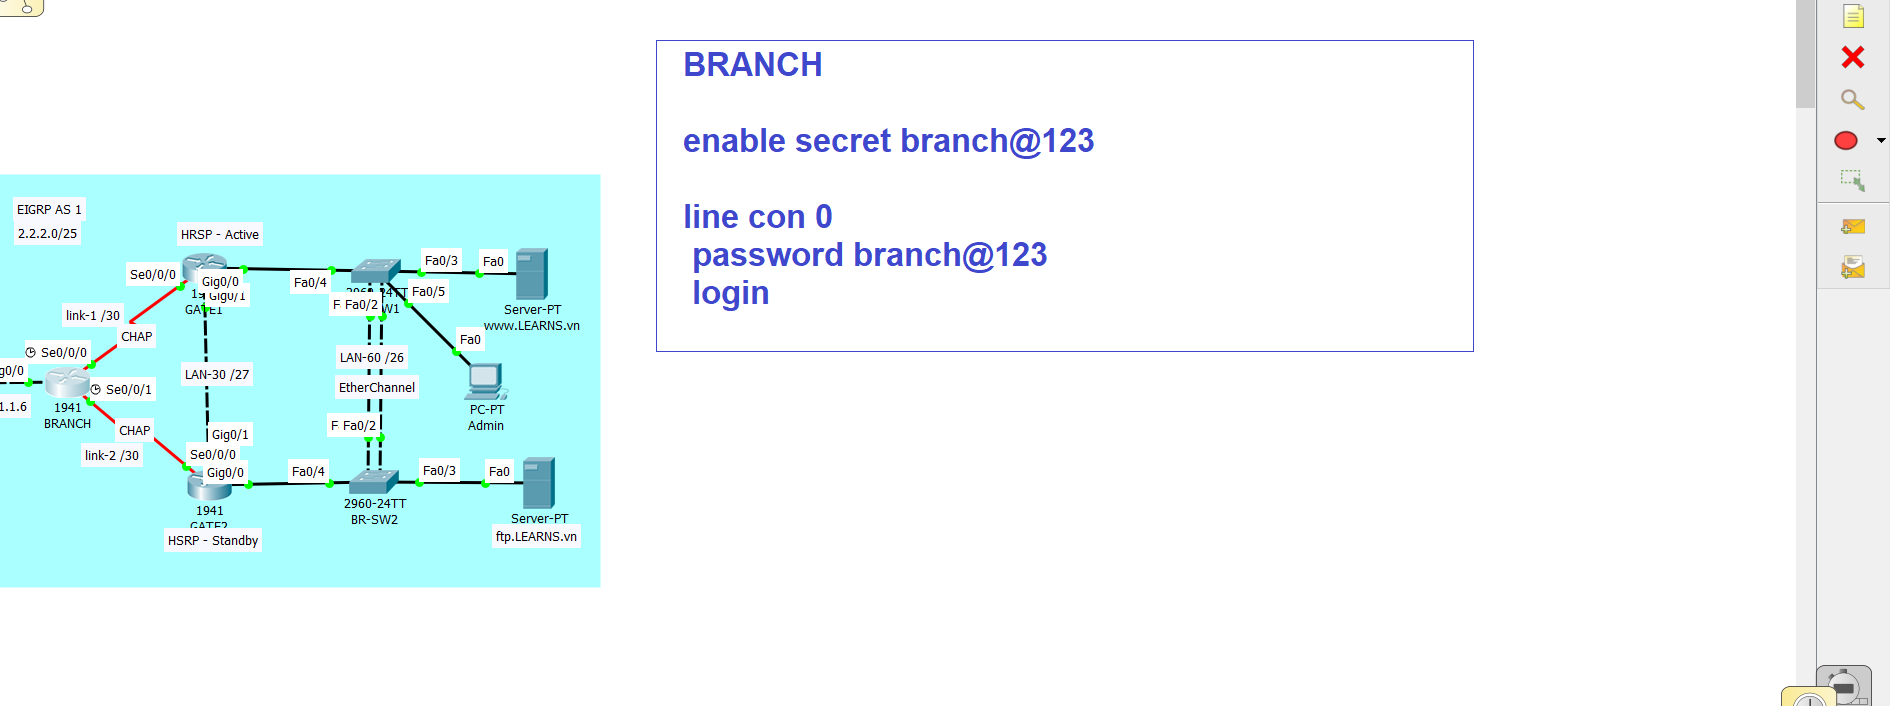 BRANCH
enable secret branch@123
line con 0
password branch@123
login
EIGRP AS 1
2.2.2.0/25
HRSP - Active
Se0/0/0
Gig0/0
Gig0/1
GATE1
link-1 /30
CHAP
Se0/0/0
g0/0
Se0/0/1
1.1.6
1941
BRANCH
CHAP
link-2 /30
LAN-30 /27
Gig0/1
Se0/0/0
Gig0/0
1941
GATE2
HSRP - Standby
Fa0/4
Fa0/3
Fa0
Fa0/5
F Fa0/2
Server-PT
www.LEARNS.vn
Fa0
LAN-60 /26
EtherChannel
PC-PT
Admin
F Fa0/2
Fa0/4
Fa0/3
Fa0
2960-24TT
BR-SW2
Server-PT
ftp.LEARNS.vn